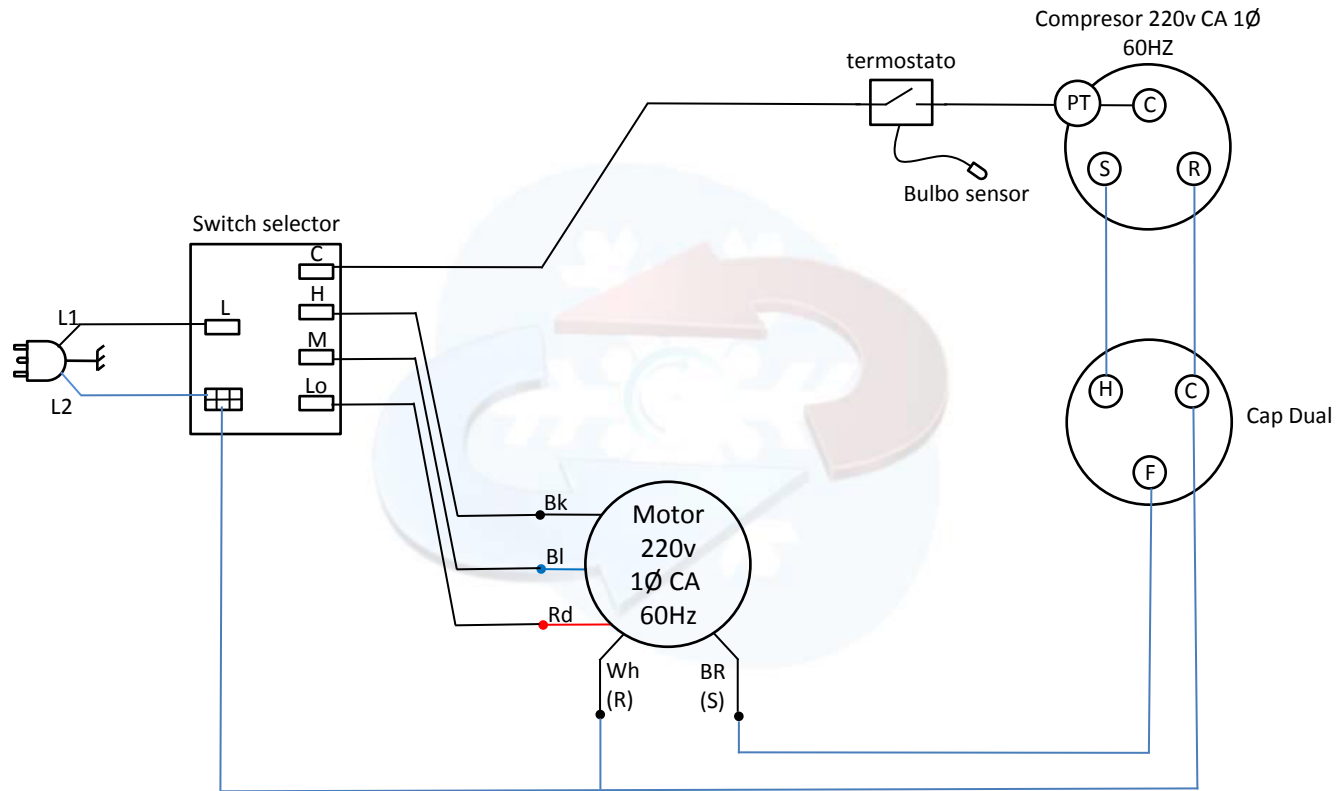 Compresor 220v CA 1Ø
60HZ
termostato
PT
C
S
R
Bulbo sensor
Switch selector
C
L
H
L1
M
Lo
L2
H
C
Cap Dual
F
Bk
Motor
Bl
220v
1Ø CA
Rd
60Hz
Wh
(R)
BR
(S)